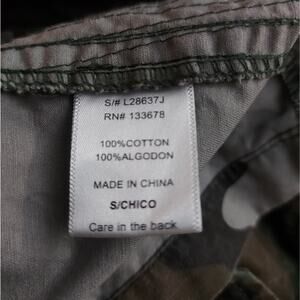 S/# L28637J
RN# 133678
100%COTTON
100%ALGODON
MADE IN CHINA
S/CHICO
Care in the back